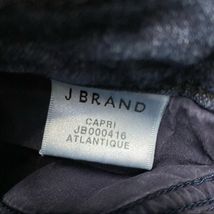 J BRAND
CAPRI
JB000416
ATLANTIQUE